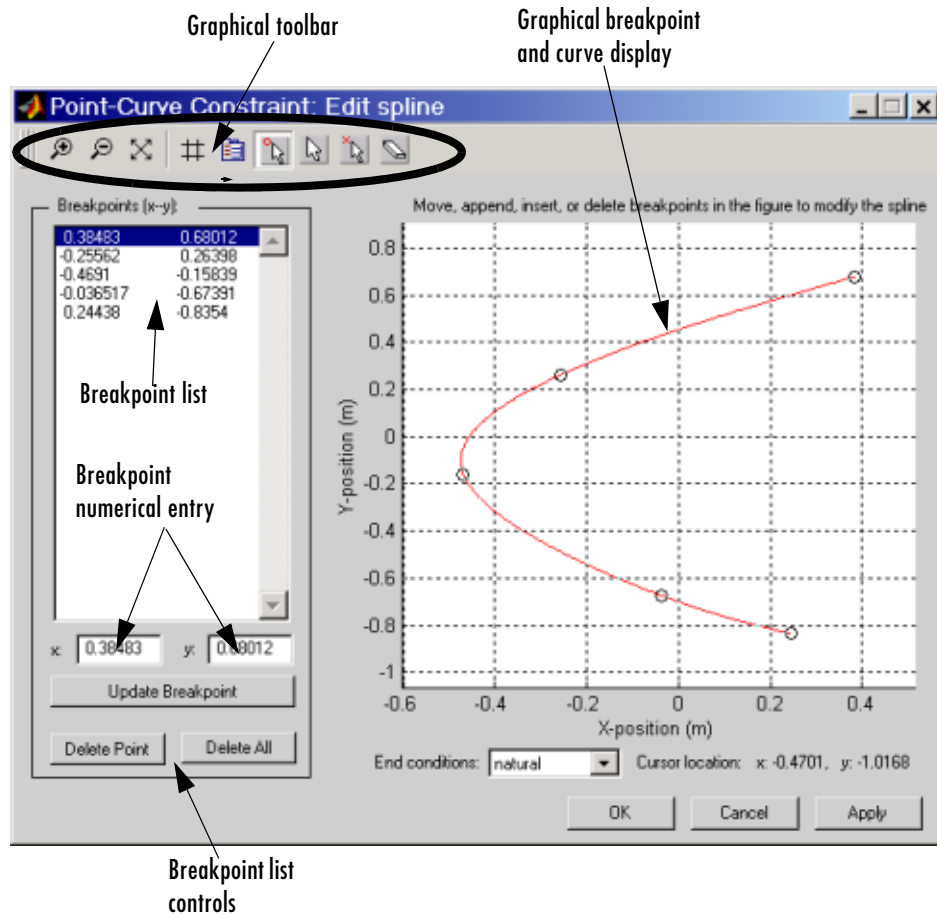 Graphical toolbar
Graphical breakpoint
and curve display
Point-Curve Constraint: Edit spline
Breakpoints (x--y):
0.38483 0.68012
-0.25562 0.26398
-0.4691 -0.15839
-0.036517 -0.67391
0.24438 -0.8354
Breakpoint list
Breakpoint
numerical entry
x: 0.38483 y: 0.68012
Update Breakpoint
Delete Point Delete All
Move, append, insert, or delete breakpoints in the figure to modify the spline
0.8
0.6
0.4
0.2
0
-0.2
-0.4
-0.6
-0.8
-1
Y-position (m)
-0.6 -0.4 -0.2 0 0.2 0.4
X-position (m)
End conditions: natural Cursor location: x: -0.4701, y: -1.0168
OK Cancel Apply
Breakpoint list
controls